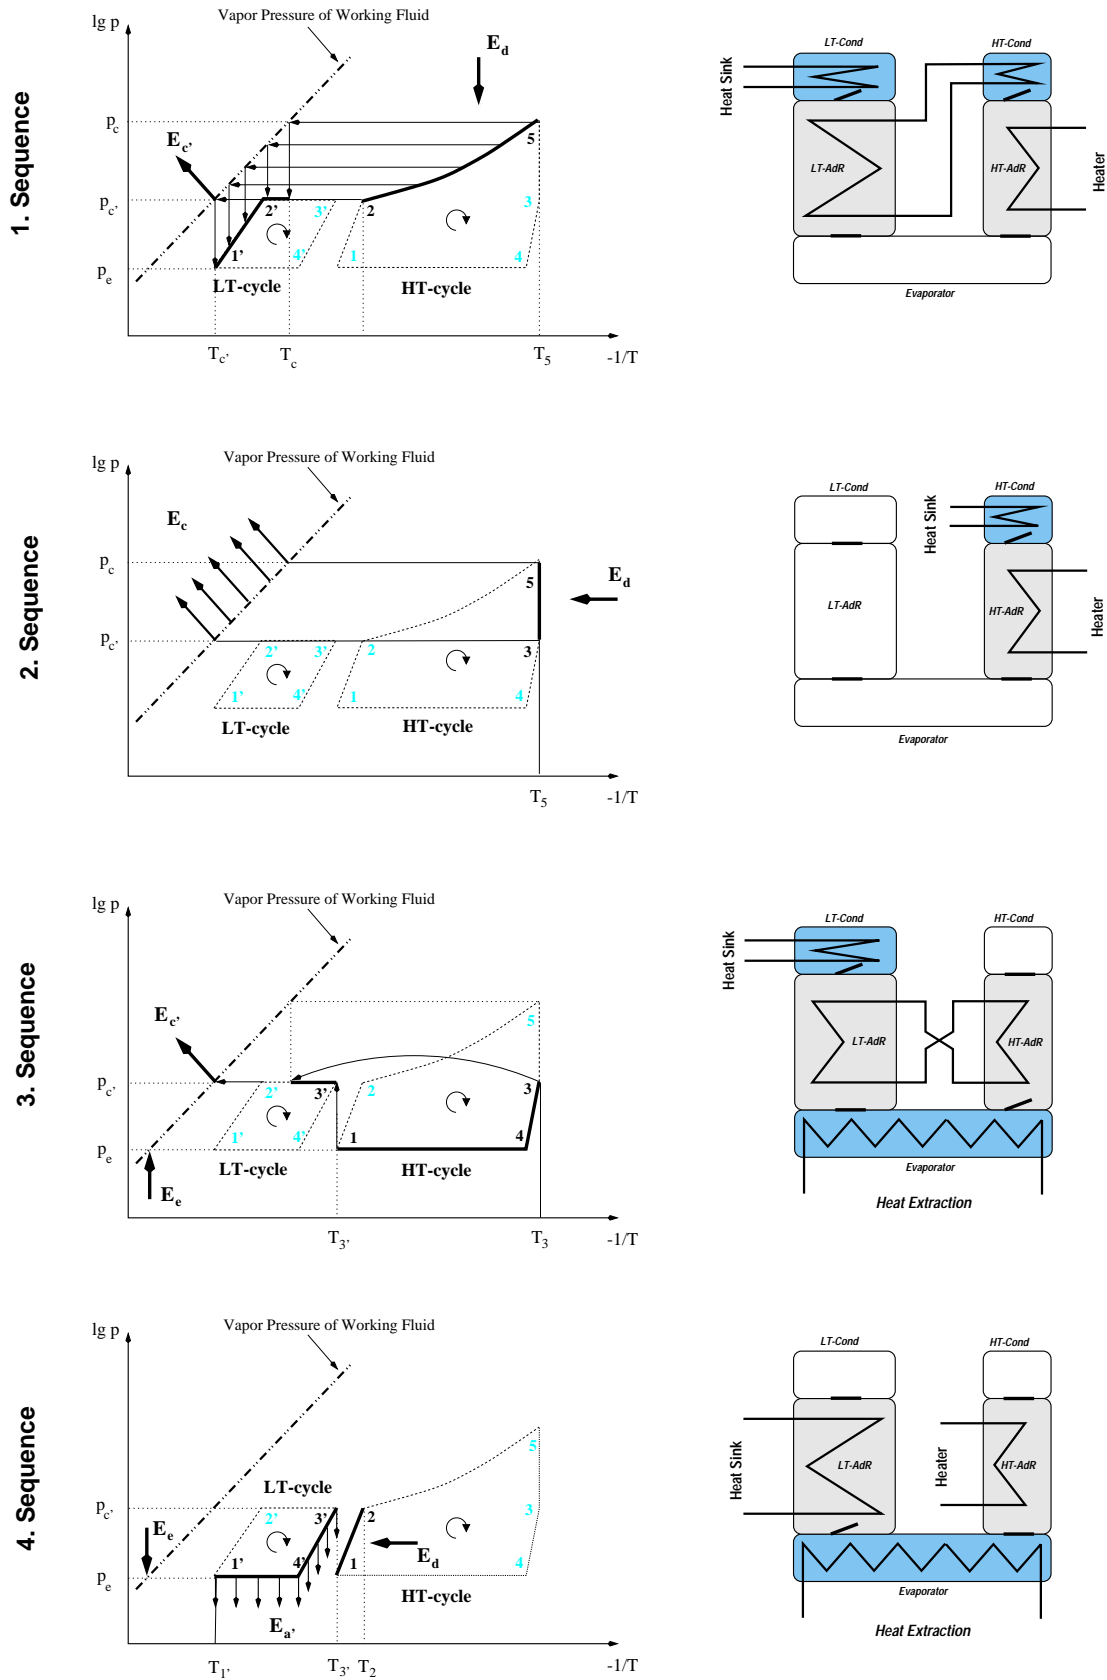 1. Sequence
lg p
Vapor Pressure of Working Fluid
E_d
p_c
E_c'
5
p_c'
2
3
2'
3'
1'
4'
1
4
p_e
LT-cycle
HT-cycle
T_c'
T_c
T_5
-1/T
LT-Cond
HT-Cond
Heat Sink
LT-AdR
HT-AdR
Heater
Evaporator
2. Sequence
lg p
Vapor Pressure of Working Fluid
E_c
p_c
5
E_d
p_c'
2'
3'
2
3
1'
4'
1
4
LT-cycle
HT-cycle
T_5
-1/T
LT-Cond
HT-Cond
Heat Sink
LT-AdR
HT-AdR
Heater
Evaporator
3. Sequence
lg p
Vapor Pressure of Working Fluid
E_c'
5
p_c'
2'
3'
2
3
1'
4'
1
4
p_e
LT-cycle
HT-cycle
E_e
T_3'
T_3
-1/T
LT-Cond
HT-Cond
Heat Sink
LT-AdR
HT-AdR
Evaporator
Heat Extraction
4. Sequence
lg p
Vapor Pressure of Working Fluid
5
LT-cycle
p_c'
2'
3'
2
3
E_e
E_d
1'
4'
1
4
p_e
HT-cycle
E_a'
T_1'
T_3'
T_2
-1/T
LT-Cond
HT-Cond
Heat Sink
LT-AdR
Heater
HT-AdR
Evaporator
Heat Extraction